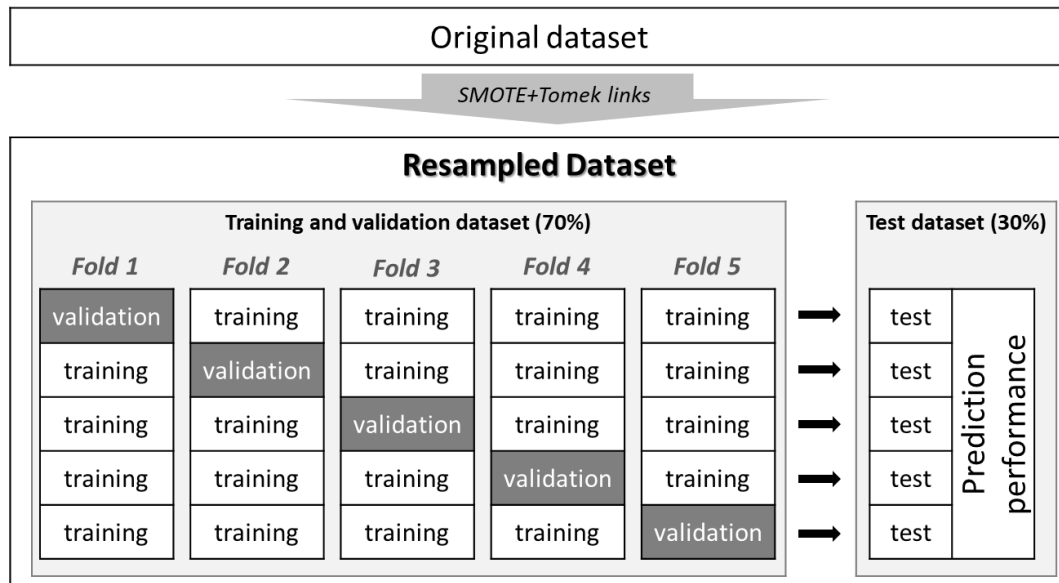 Original dataset
SMOTE+Tomek links
Resampled Dataset
Training and validation dataset (70%)
Fold 1 Fold 2 Fold 3 Fold 4 Fold 5
validation training training training training
training validation training training training
training training validation training training
training training training validation training
training training training training validation
Test dataset (30%)
test
test
test
test
test
Prediction
performance